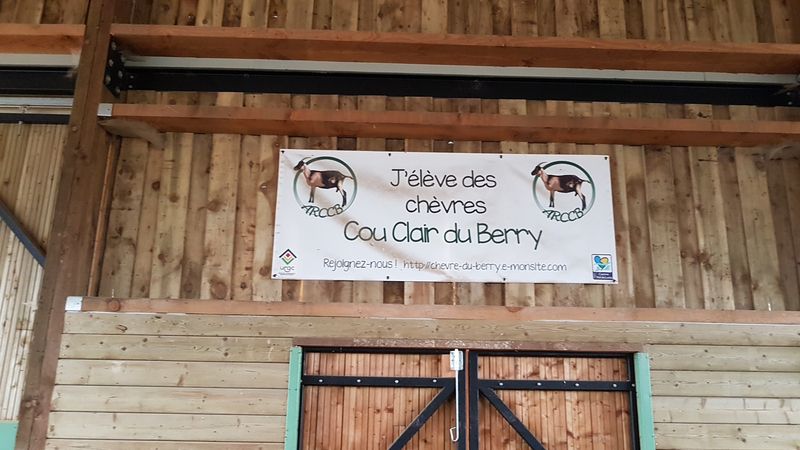 J'élève des
chèvres
Cou Clair du Berry
Rejoignez-nous ! http://chevre-du-berry.e-monsite.com
ARCCB
ARCCB